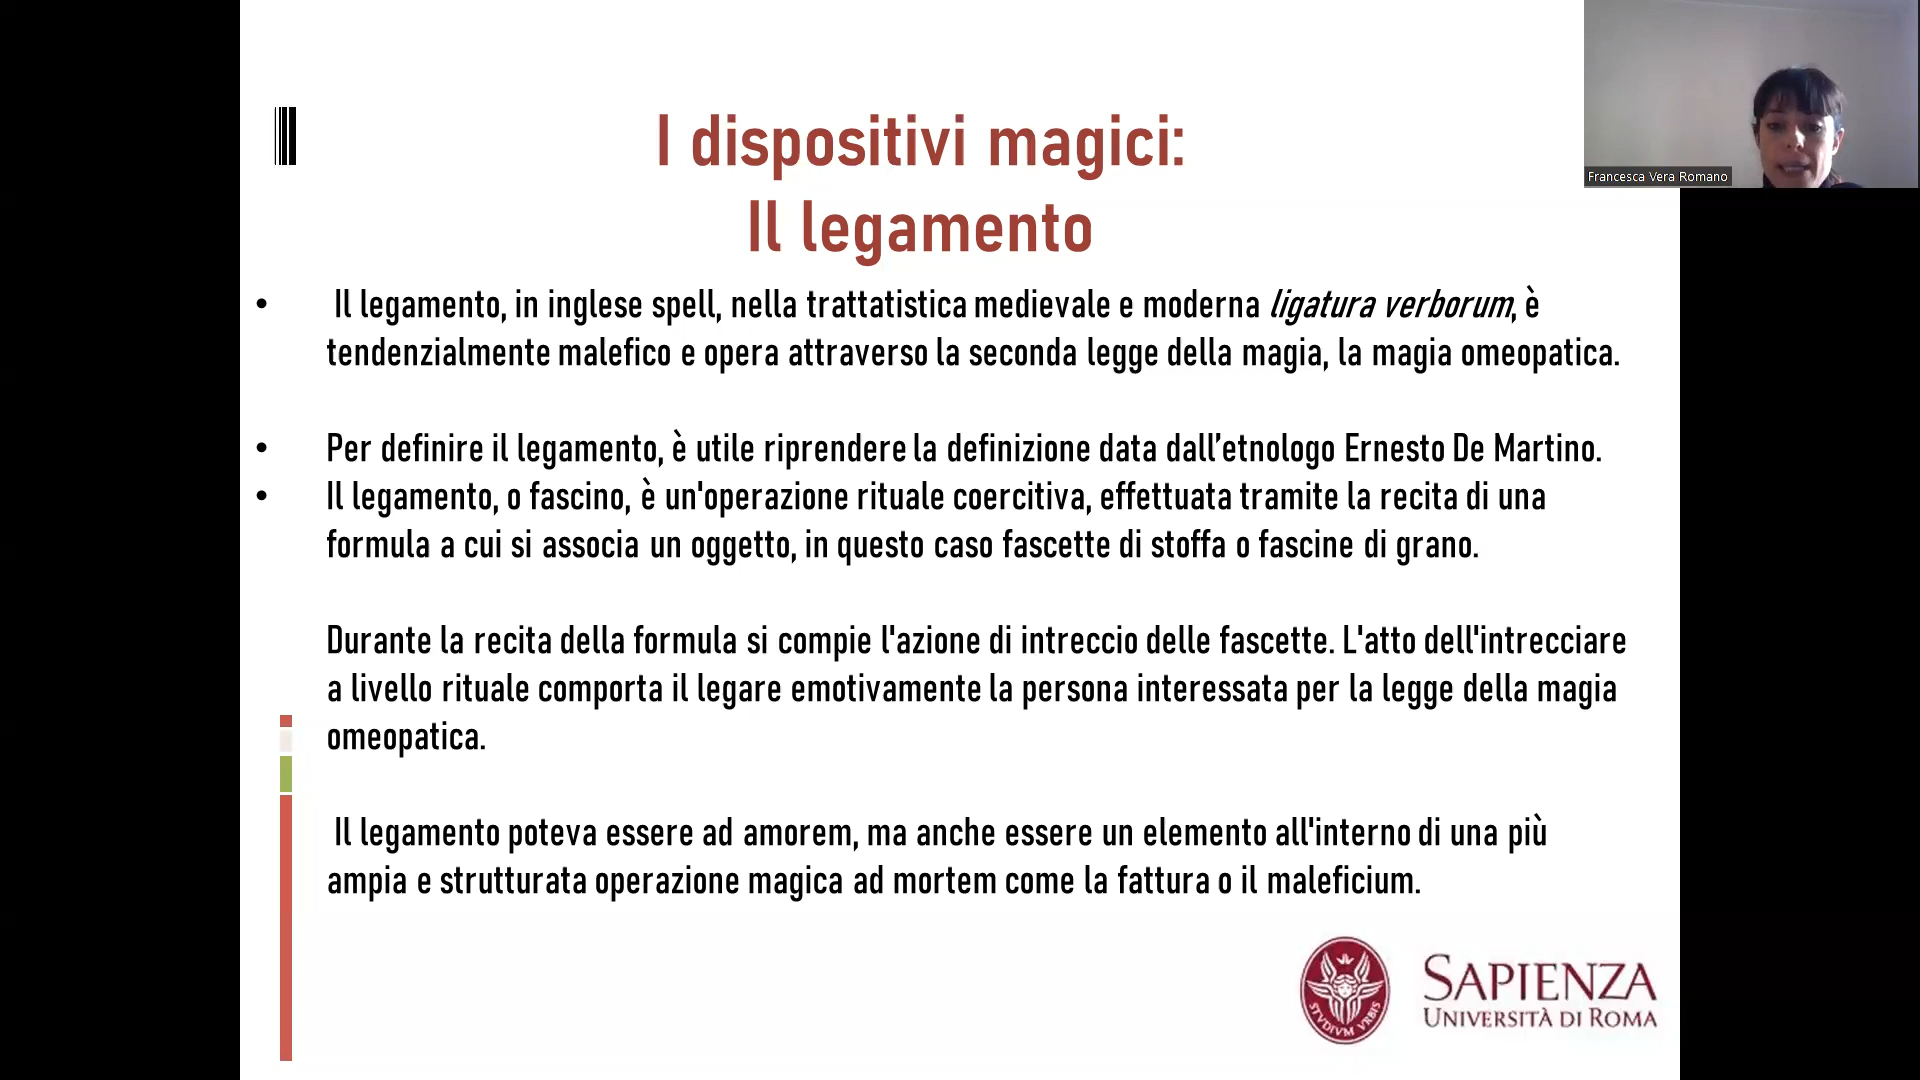 I dispositivi magici:
Il legamento
Francesca Vera Romano
• Il legamento, in inglese spell, nella trattatistica medievale e moderna ligatura verborum, è
tendenzialmente malefico e opera attraverso la seconda legge della magia, la magia omeopatica.
• Per definire il legamento, è utile riprendere la definizione data dall’etnologo Ernesto De Martino.
• Il legamento, o fascino, è un'operazione rituale coercitiva, effettuata tramite la recita di una
formula a cui si associa un oggetto, in questo caso fascette di stoffa o fascine di grano.
Durante la recita della formula si compie l'azione di intreccio delle fascette. L'atto dell'intrecciare
a livello rituale comporta il legare emotivamente la persona interessata per la legge della magia
omeopatica.
Il legamento poteva essere ad amorem, ma anche essere un elemento all'interno di una più
ampia e strutturata operazione magica ad mortem come la fattura o il maleficium.
STVDIVM VRBIS
SAPIENZA
UNIVERSITÀ DI ROMA